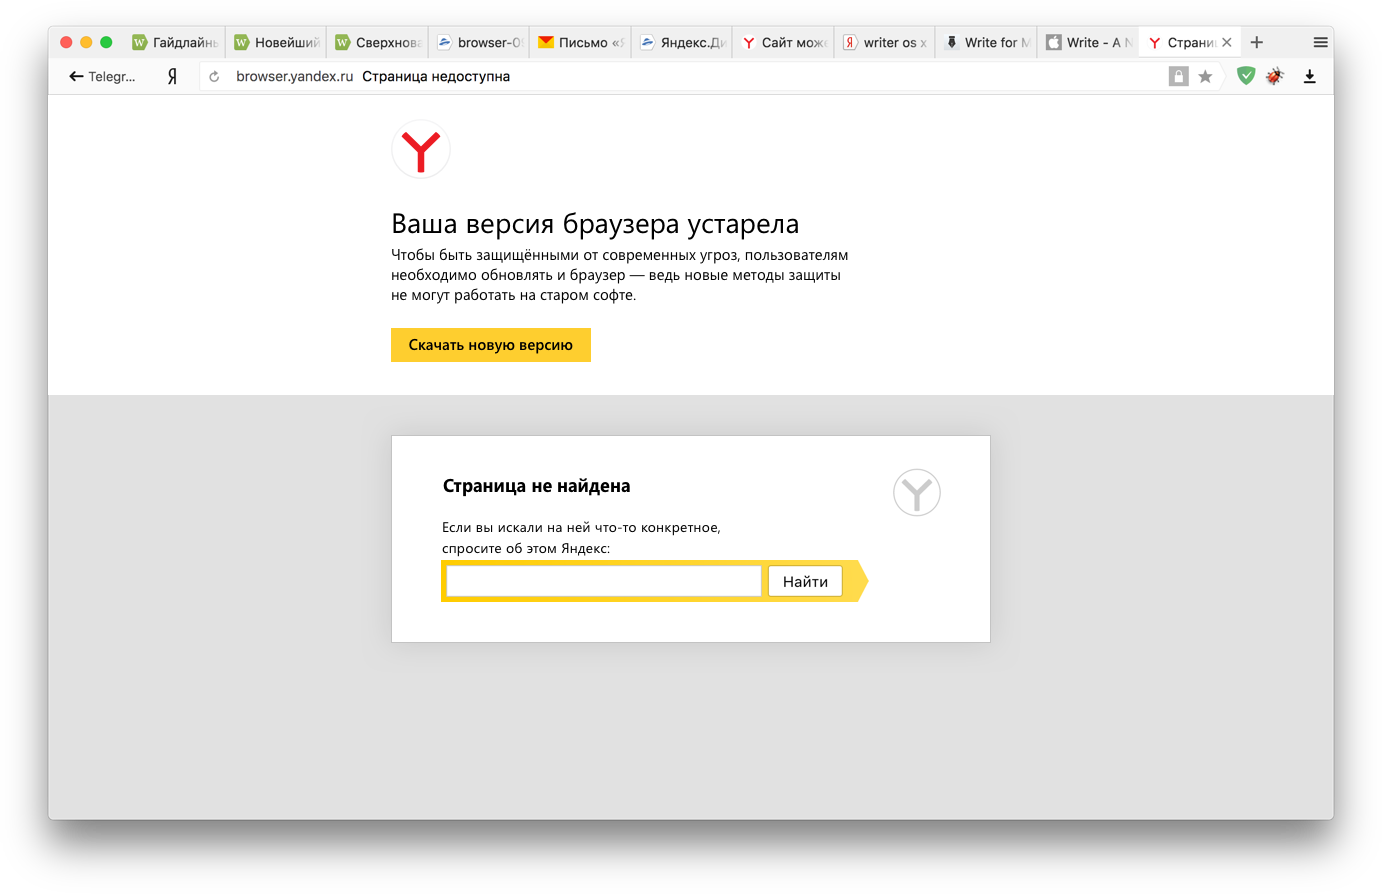 Гайдлайны
Новейший
Сверхнова
browser-0
Письмо «Я
Яндекс.Ди
Сайт може
writer os x
Write for M
Write - A N
Страни
Telegr...
Я
browser.yandex.ru Страница недоступна
Ваша версия браузера устарела
Чтобы быть защищёнными от современных угроз, пользователям
необходимо обновлять и браузер — ведь новые методы защиты
не могут работать на старом софте.
Скачать новую версию
Страница не найдена
Если вы искали на ней что-то конкретное,
спросите об этом Яндекс:
Найти